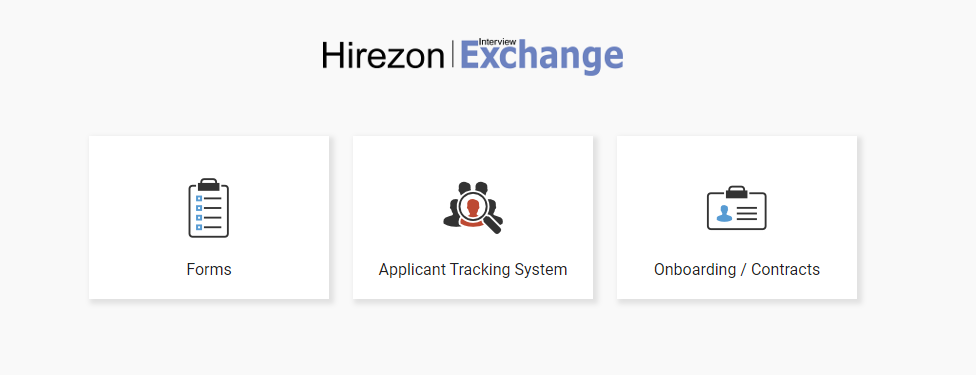 Hirezon | Interview Exchange
Forms
Applicant Tracking System
Onboarding / Contracts